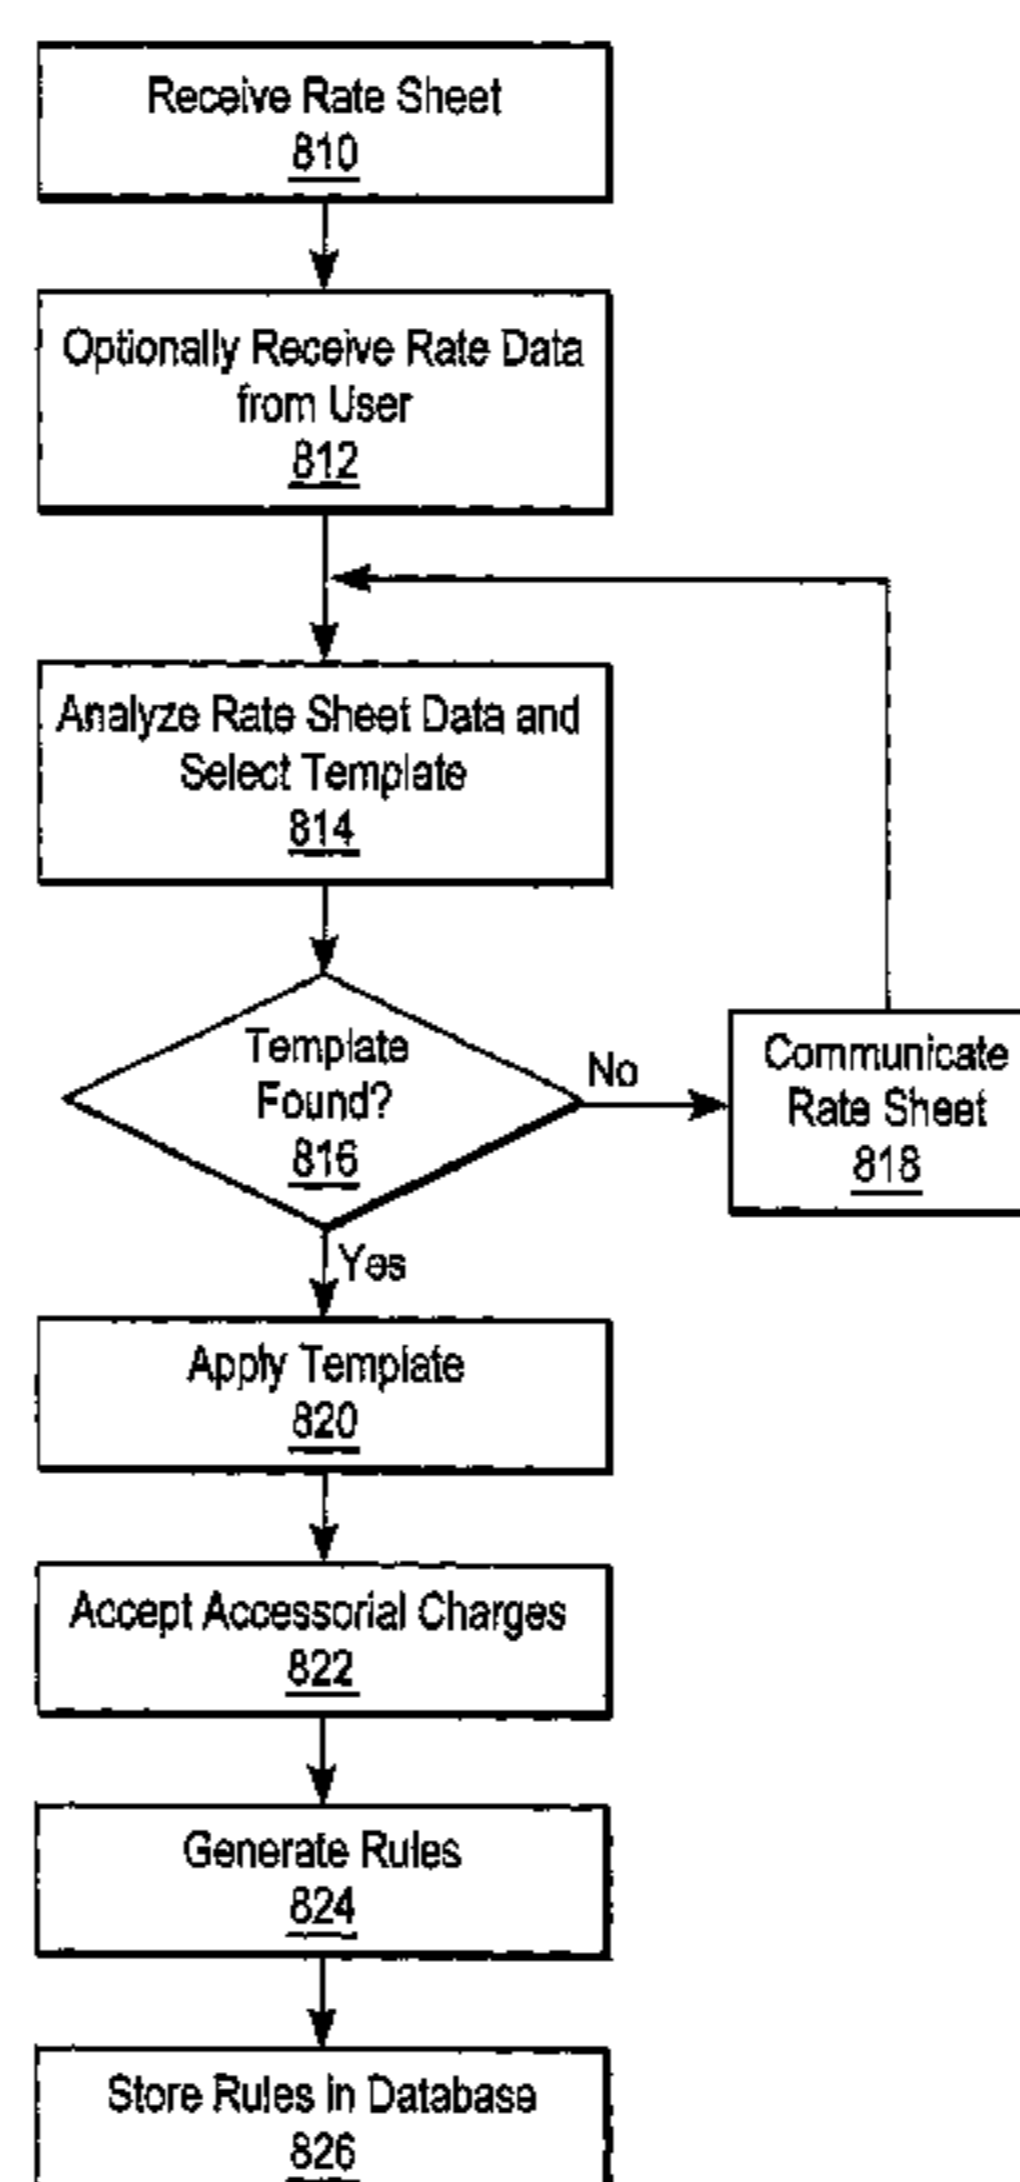 Receive Rate Sheet
810
Optionally Receive Rate Data
from User
812
Analyze Rate Sheet Data and
Select Template
814
Template
Found?
816
No
Communicate
Rate Sheet
818
Yes
Apply Template
820
Accept Accessorial Charges
822
Generate Rules
824
Store Rules in Database
826